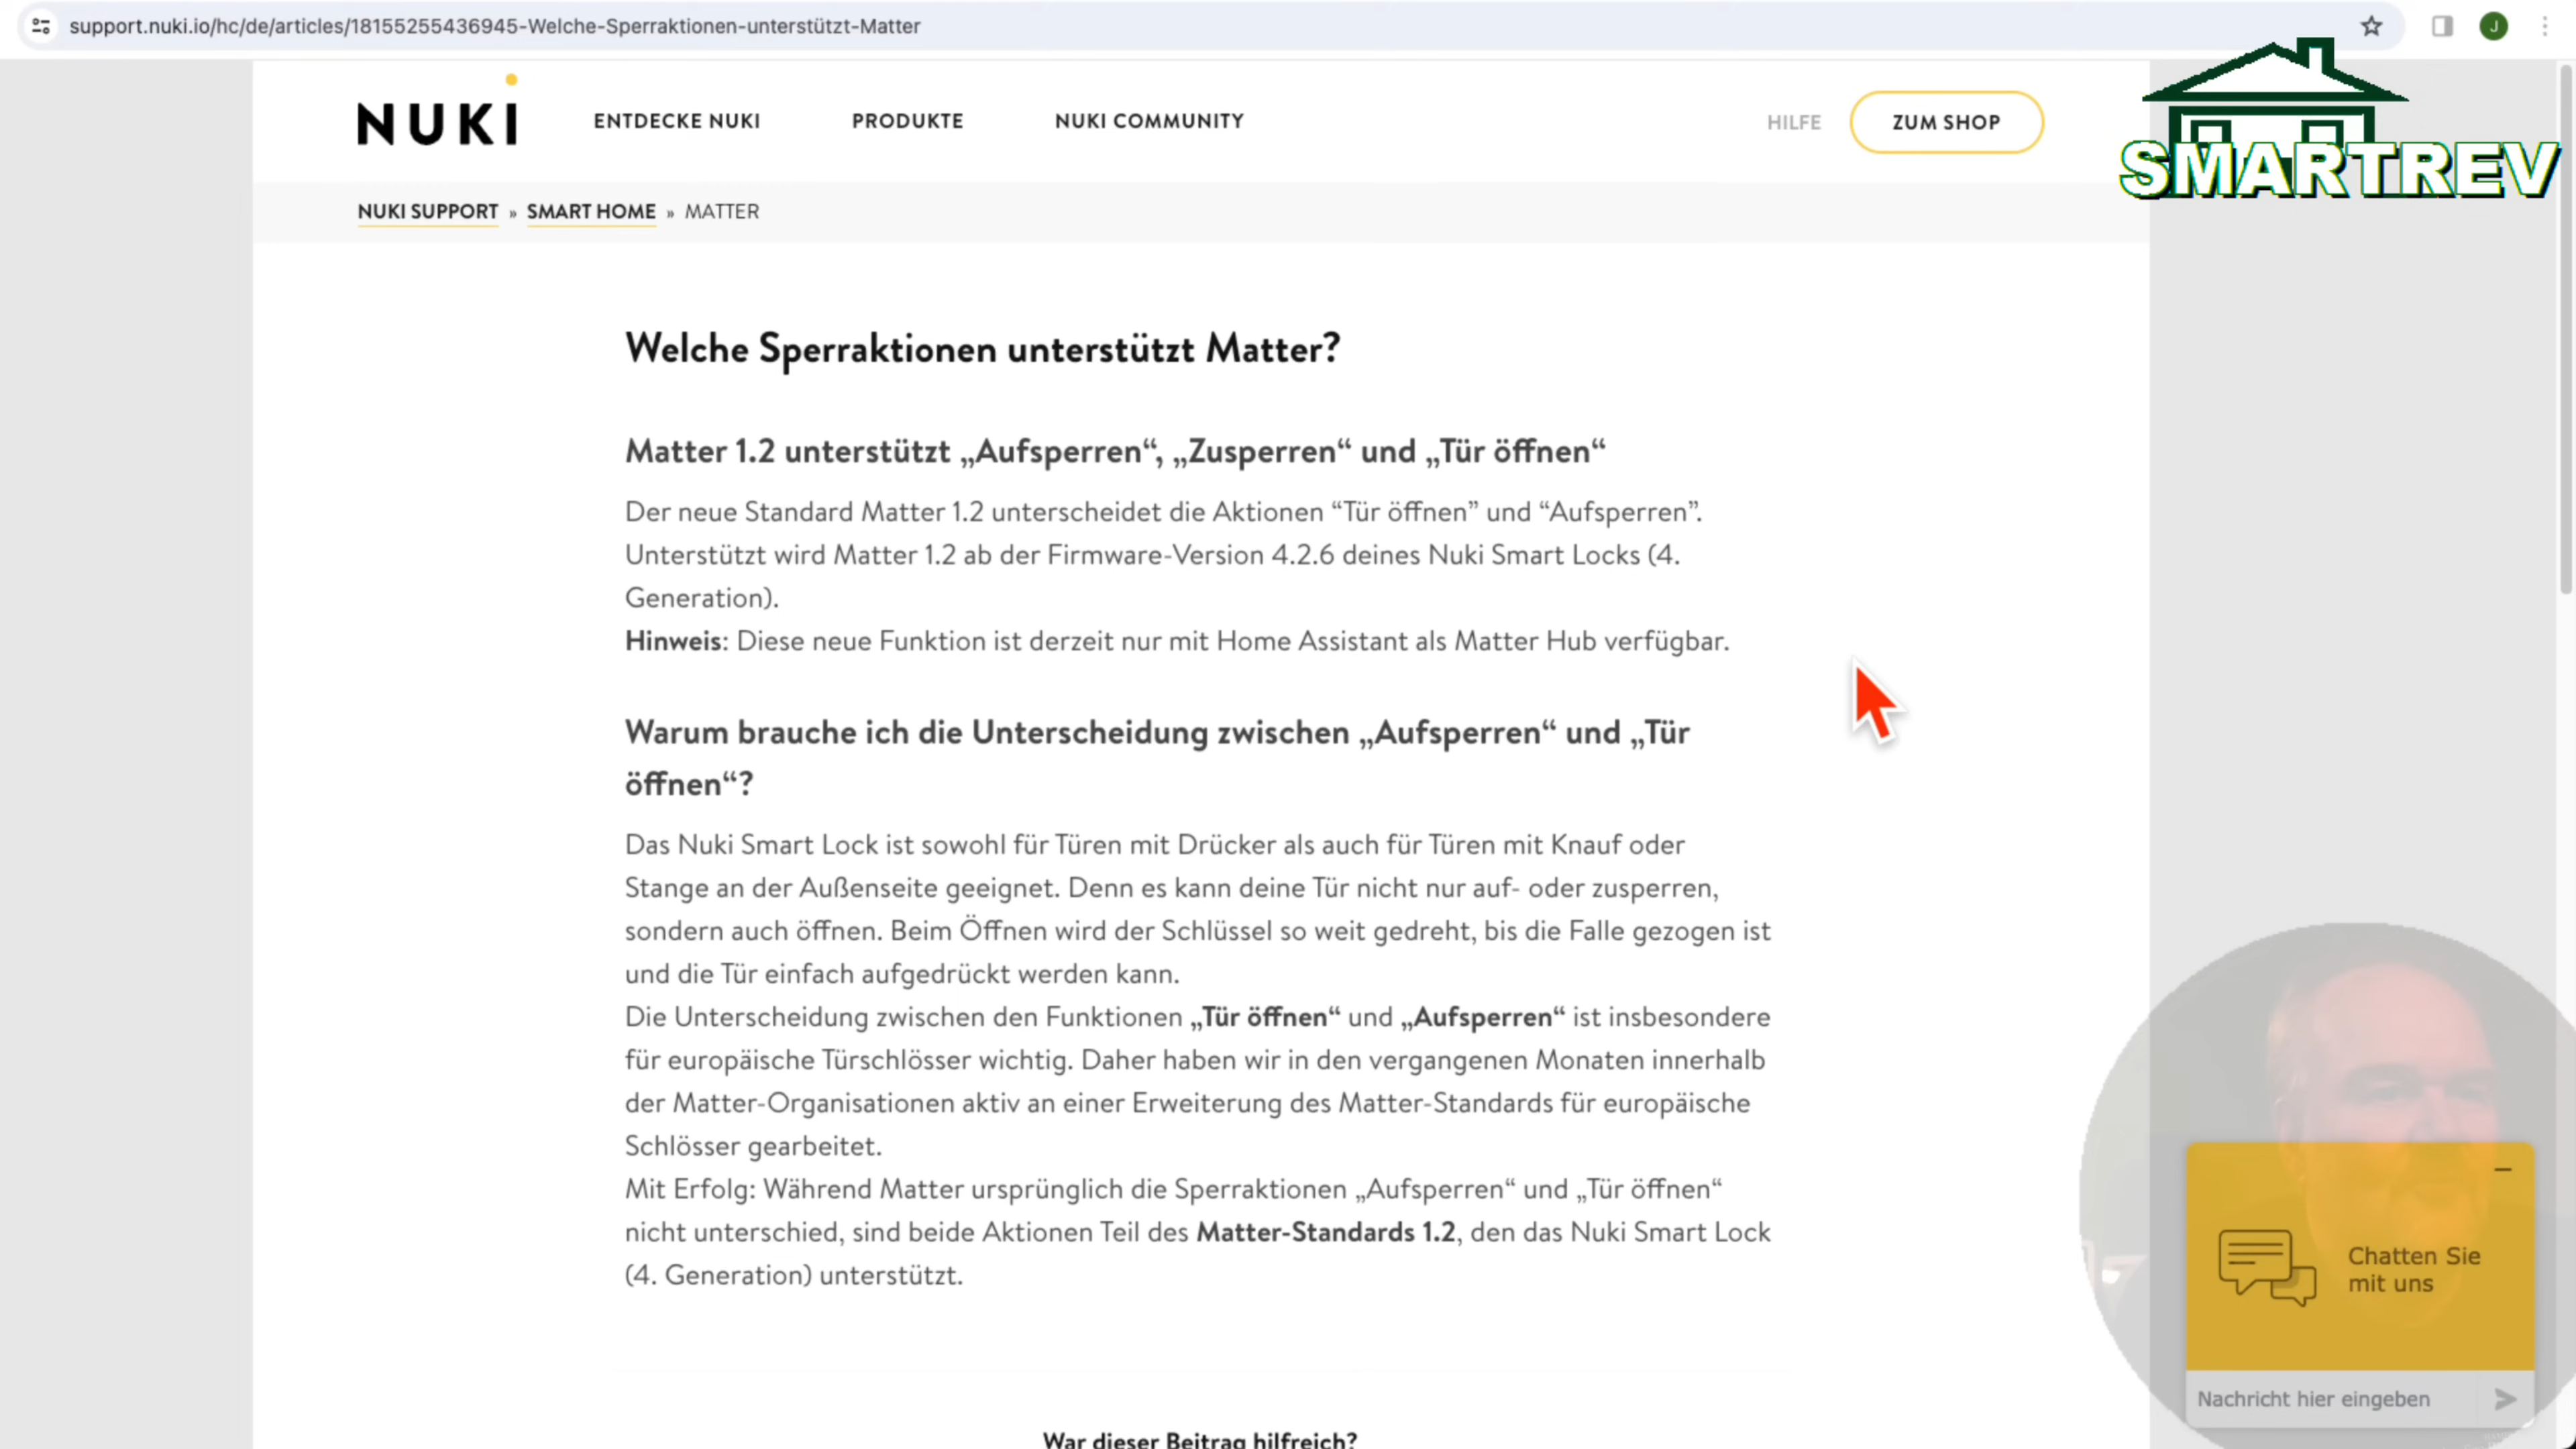 support.nuki.io/hc/de/articles/18155255436945-Welche-Sperraktionen-unterstützt-Matter
J
NUKI
ENTDECKE NUKI
PRODUKTE
NUKI COMMUNITY
HILFE
ZUM SHOP
SMARTREV
NUKI SUPPORT » SMART HOME » MATTER
Welche Sperraktionen unterstützt Matter?
Matter 1.2 unterstützt „Aufsperren“, „Zusperren“ und „Tür öffnen“
Der neue Standard Matter 1.2 unterscheidet die Aktionen “Tür öffnen” und “Aufsperren”.
Unterstützt wird Matter 1.2 ab der Firmware-Version 4.2.6 deines Nuki Smart Locks (4.
Generation).
Hinweis: Diese neue Funktion ist derzeit nur mit Home Assistant als Matter Hub verfügbar.
Warum brauche ich die Unterscheidung zwischen „Aufsperren“ und „Tür
öffnen“?
Das Nuki Smart Lock ist sowohl für Türen mit Drücker als auch für Türen mit Knauf oder
Stange an der Außenseite geeignet. Denn es kann deine Tür nicht nur auf- oder zusperren,
sondern auch öffnen. Beim Öffnen wird der Schlüssel so weit gedreht, bis die Falle gezogen ist
und die Tür einfach aufgedrückt werden kann.
Die Unterscheidung zwischen den Funktionen „Tür öffnen“ und „Aufsperren“ ist insbesondere
für europäische Türschlösser wichtig. Daher haben wir in den vergangenen Monaten innerhalb
der Matter-Organisationen aktiv an einer Erweiterung des Matter-Standards für europäische
Schlösser gearbeitet.
Mit Erfolg: Während Matter ursprünglich die Sperraktionen „Aufsperren“ und „Tür öffnen“
nicht unterschied, sind beide Aktionen Teil des Matter-Standards 1.2, den das Nuki Smart Lock
(4. Generation) unterstützt.
Chatten Sie
mit uns
Nachricht hier eingeben
War dieser Beitrag hilfreich?